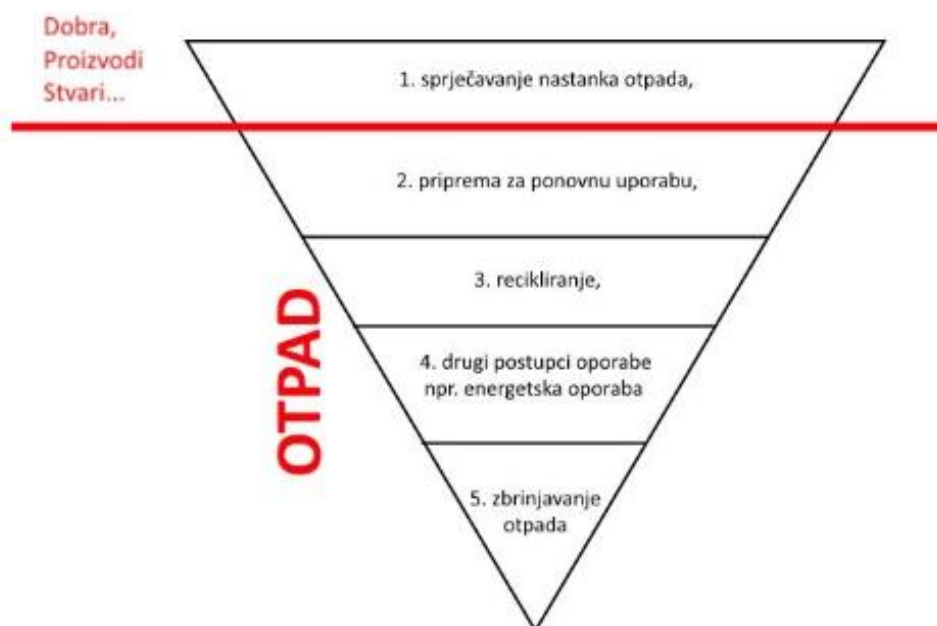 Dobra,
Proizvodi
Stvari...
1. sprječavanje nastanka otpada,
2. priprema za ponovnu uporabu,
3. recikliranje,
4. drugi postupci oporabe
npr. energetska oporaba
5. zbrinjavanje
otpada
OTPAD